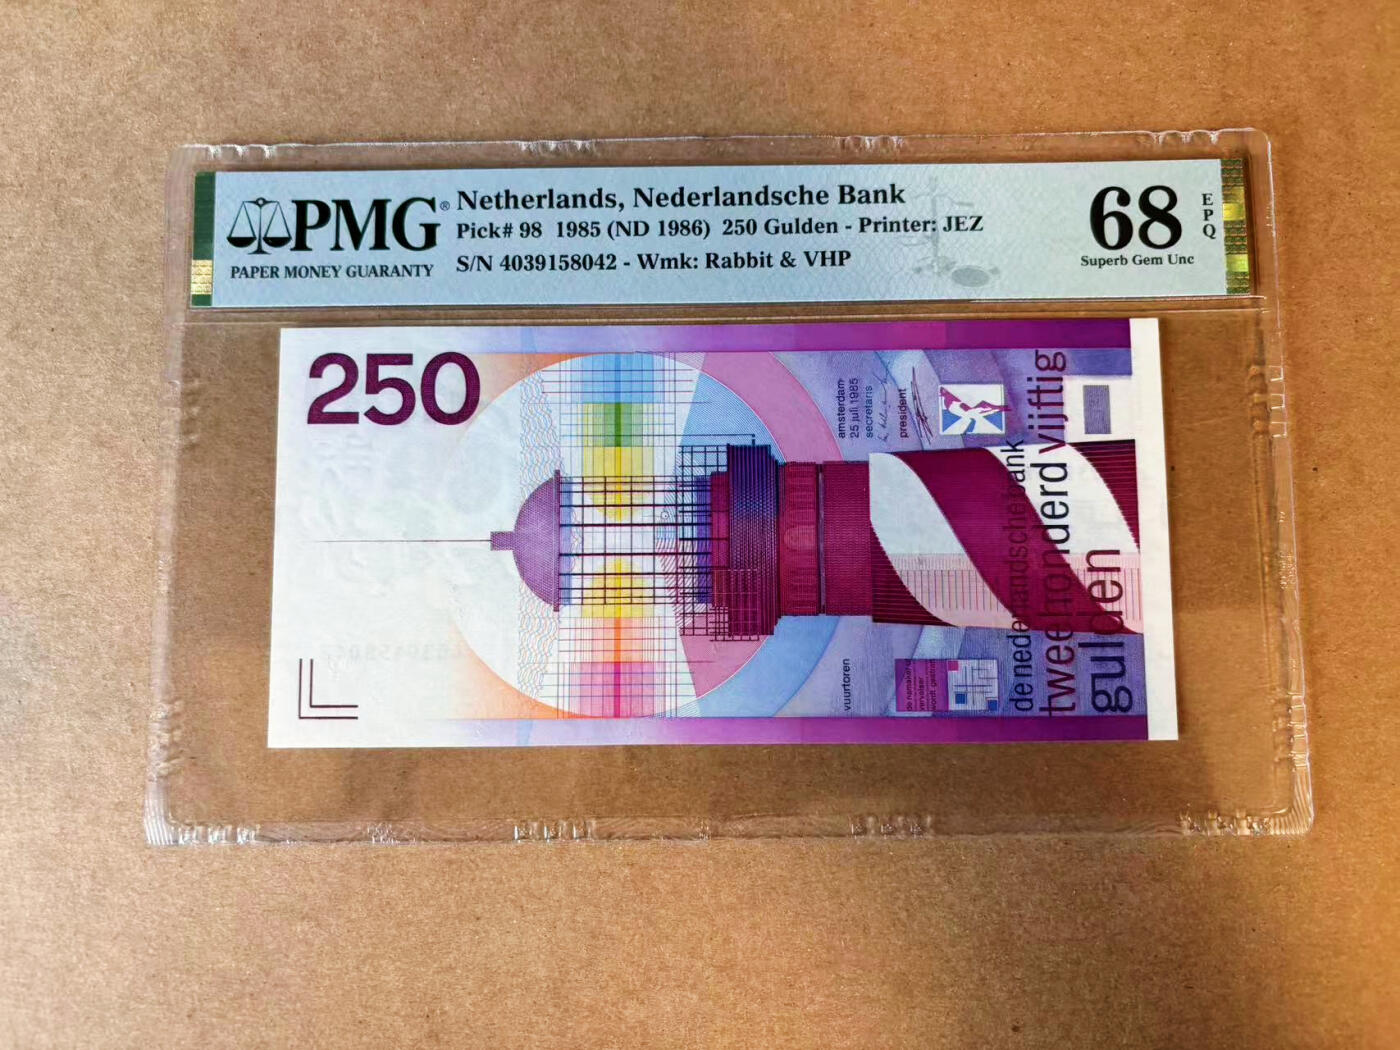 PMG®
PAPER MONEY GUARANTY
Netherlands, Nederlandsche Bank
Pick# 98 1985 (ND 1986) 250 Gulden - Printer: JEZ
S/N 4039158042 - Wmk: Rabbit & VHP
68
EPQ
Superb Gem Unc
250
amsterdam
25 juli 1985
secretaris
president
de nederlandsche bank
tweehonderd vijftig
gulden
vuurtoren